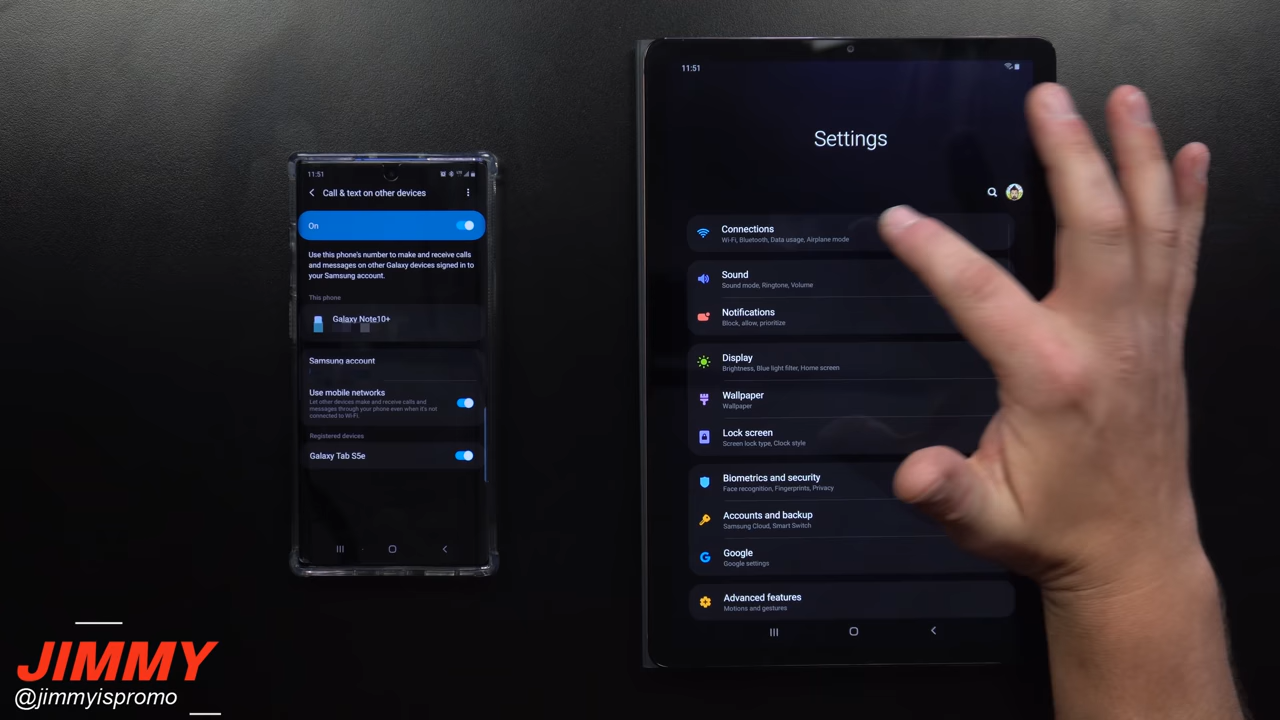 11:51
Call & text on other devices
On
Use this phone's number to make and receive calls
and messages on other Galaxy devices signed in to
your Samsung account.
This phone
Galaxy Note10+
Samsung account
Use mobile networks
Let other devices make and receive calls and
messages through your phone even when it's not
connected to Wi-Fi.
Registered devices
Galaxy Tab S5e
11:51
Settings
Connections
Wi-Fi, Bluetooth, Data usage, Airplane mode
Sound
Sound mode, Ringtone, Volume
Notifications
Block, allow, prioritize
Display
Brightness, Blue light filter, Home screen
Wallpaper
Wallpaper
Lock screen
Screen lock type, Clock style
Biometrics and security
Face recognition, Fingerprints, Privacy
Accounts and backup
Samsung Cloud, Smart Switch
Google
Google settings
Advanced features
Motions and gestures
JIMMY
@jimmyispromo